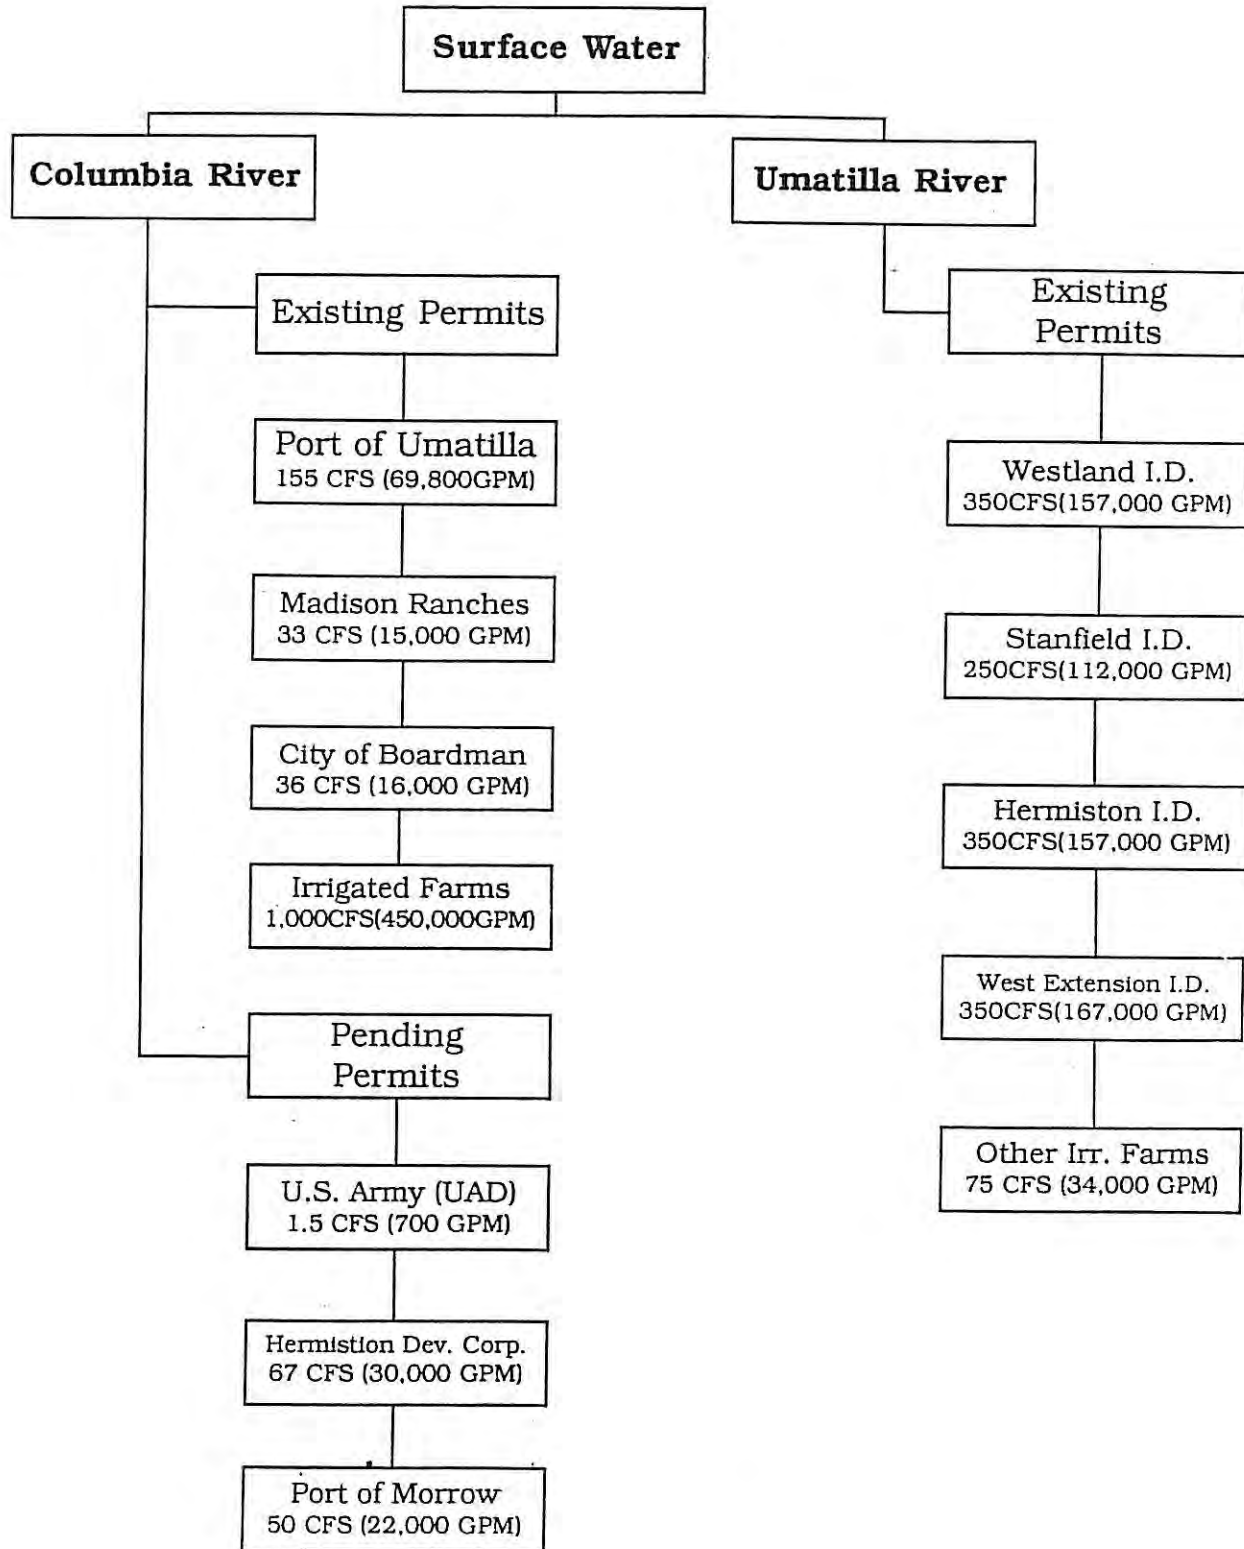 Surface Water
Columbia River
Existing Permits
Port of Umatilla
155 CFS (69,800GPM)
Madison Ranches
33 CFS (15,000 GPM)
City of Boardman
36 CFS (16,000 GPM)
Irrigated Farms
1,000CFS(450,000GPM)
Pending
Permits
U.S. Army (UAD)
1.5 CFS (700 GPM)
Hermistion Dev. Corp.
67 CFS (30,000 GPM)
Port of Morrow
50 CFS (22,000 GPM)
Umatilla River
Existing
Permits
Westland I.D.
350CFS(157,000 GPM)
Stanfield I.D.
250CFS(112,000 GPM)
Hermiston I.D.
350CFS(157,000 GPM)
West Extension I.D.
350CFS(167,000 GPM)
Other Irr. Farms
75 CFS (34,000 GPM)